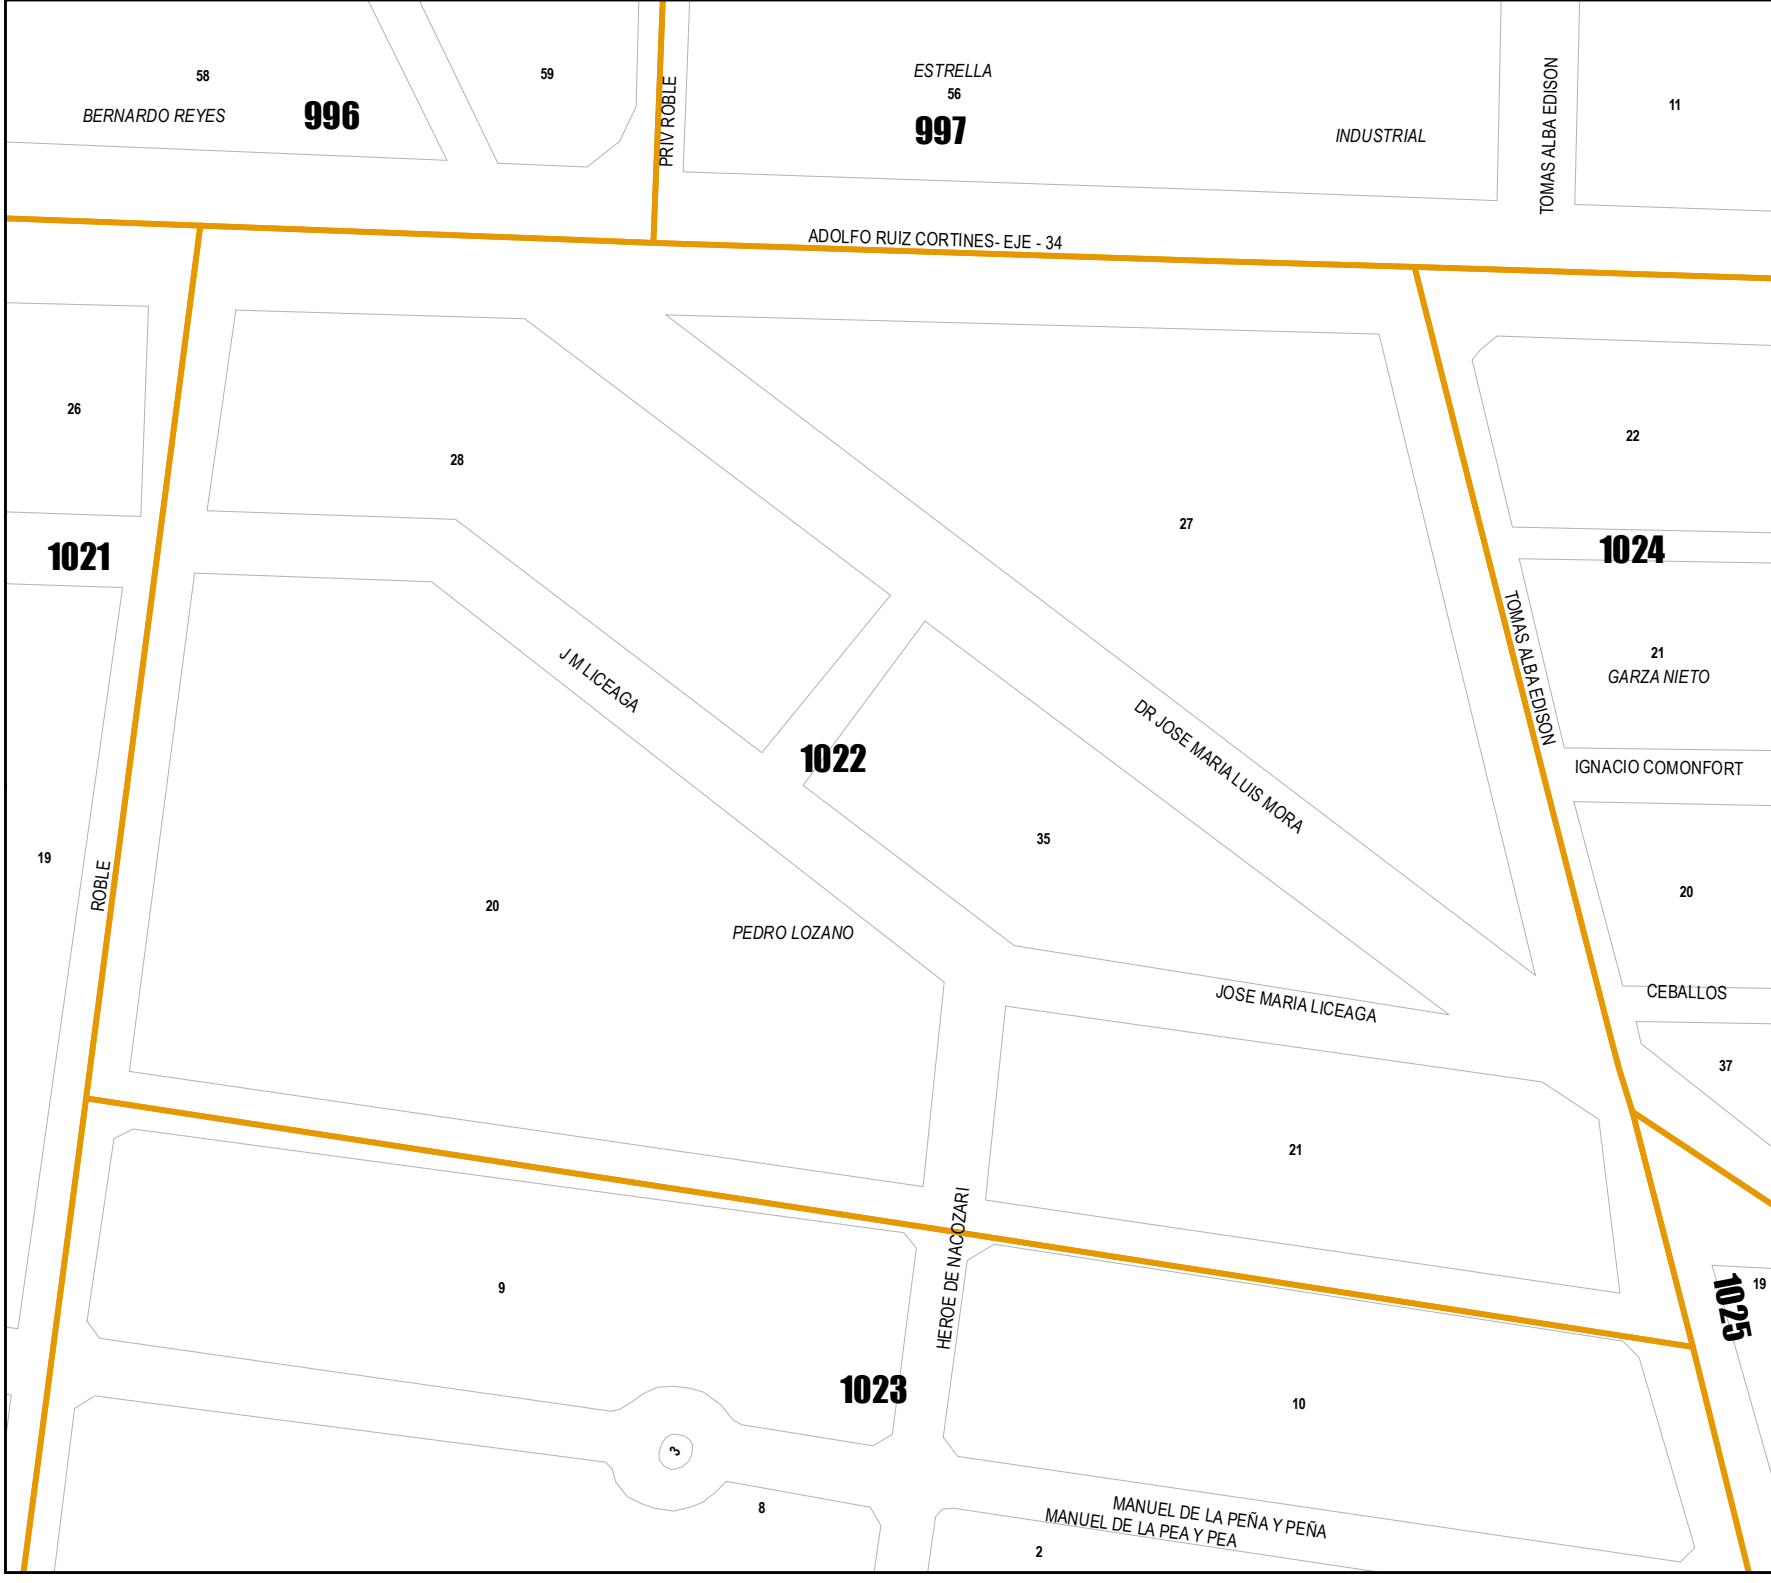 58
BERNARDO REYES
996
59
PRIV ROBLE
ESTRELLA
56
997
INDUSTRIAL
TOMAS ALBA EDISON
11
ADOLFO RUIZ CORTINES- EJE - 34
26
28
27
22
1021
1024
TOMAS ALBA EDISON
21
GARZA NIETO
J M LICEAGA
1022
DR JOSE MARIA LUIS MORA
IGNACIO COMONFORT
35
19
ROBLE
20
PEDRO LOZANO
20
JOSE MARIA LICEAGA
CEBALLOS
37
21
HEROE DE NACOZARI
9
1025
19
1023
10
3
8
MANUEL DE LA PEÑA Y PEÑA
MANUEL DE LA PEA Y PEA
2